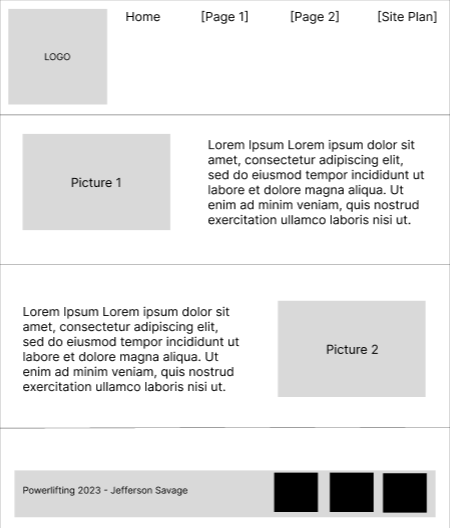 LOGO
Home [Page 1] [Page 2] [Site Plan]
Picture 1
Lorem Ipsum Lorem ipsum dolor sit
amet, consectetur adipiscing elit,
sed do eiusmod tempor incididunt ut
labore et dolore magna aliqua. Ut
enim ad minim veniam, quis nostrud
exercitation ullamco laboris nisi ut.
Lorem Ipsum Lorem ipsum dolor sit
amet, consectetur adipiscing elit,
sed do eiusmod tempor incididunt ut
labore et dolore magna aliqua. Ut
enim ad minim veniam, quis nostrud
exercitation ullamco laboris nisi ut.
Picture 2
Powerlifting 2023 - Jefferson Savage